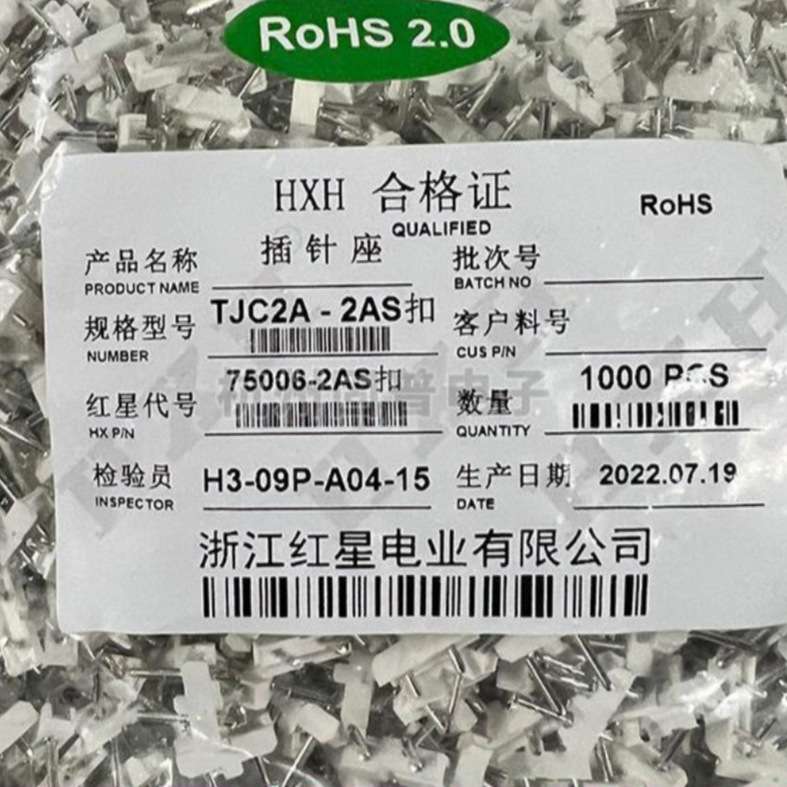 RoHS 2.0
HXH 合格证
QUALIFIED
RoHS
产品名称 插针座
PRODUCT NAME
批次号
BATCH NO
规格型号 TJC2A - 2AS扣
NUMBER
客户料号
CUS P/N
红星代号 75006-2AS扣
HX P/N
数量 1000 PCS
QUANTITY
检验员 H3-09P-A04-15
INSPECTOR
生产日期 2022.07.19
DATE
浙江红星电业有限公司